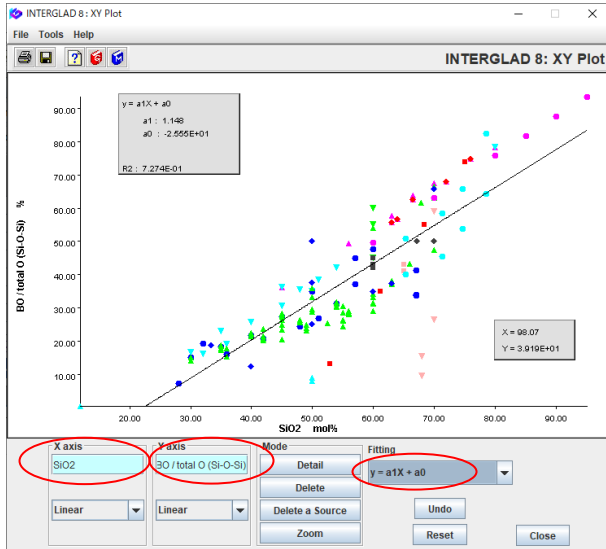 INTERGLAD 8 : XY Plot
File Tools Help
INTERGLAD 8: XY Plot
y = a1X + a0
a1 : 1.148
a0 : -2.555E+01
R2 : 7.274E-01
90.00
80.00
70.00
60.00
50.00
40.00
30.00
20.00
10.00
BO / total O (Si-O-Si) %
X = 98.07
Y = 3.919E+01
20.00 30.00 40.00 50.00 60.00 70.00 80.00 90.00
SiO2 mol%
X axis Y axis Mode Fitting
SiO2 BO / total O (Si-O-Si) Detail y = a1X + a0
Delete
Linear Linear Delete a Source Undo
Zoom Reset Close